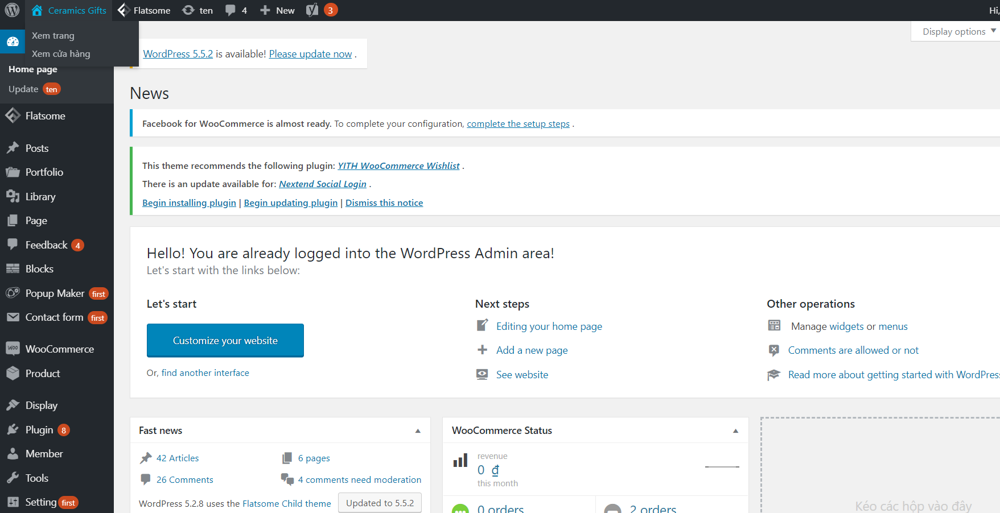 Ceramics Gifts
Flatsome
ten
4
New
3
Hi,
Xem trang
Xem cửa hàng
Display options
WordPress 5.5.2 is available! Please update now .
Home page
Update ten
Flatsome
Posts
Portfolio
Library
Page
Feedback 4
Blocks
Popup Maker first
Contact form first
WooCommerce
Product
Display
Plugin 8
Member
Tools
Setting first
News
Facebook for WooCommerce is almost ready. To complete your configuration, complete the setup steps .
This theme recommends the following plugin: YITH WooCommerce Wishlist .
There is an update available for: Nextend Social Login .
Begin installing plugin | Begin updating plugin | Dismiss this notice
Hello! You are already logged into the WordPress Admin area!
Let's start with the links below:
Let's start
Customize your website
Or, find another interface
Next steps
Editing your home page
Add a new page
See website
Other operations
Manage widgets or menus
Comments are allowed or not
Read more about getting started with WordPress
Fast news
42 Articles
6 pages
26 Comments
4 comments need moderation
WordPress 5.2.8 uses the Flatsome Child theme
Updated to 5.5.2
WooCommerce Status
woo
revenue
0 ₫
this month
0 orders
2 orders
Kéo các hộp vào đây